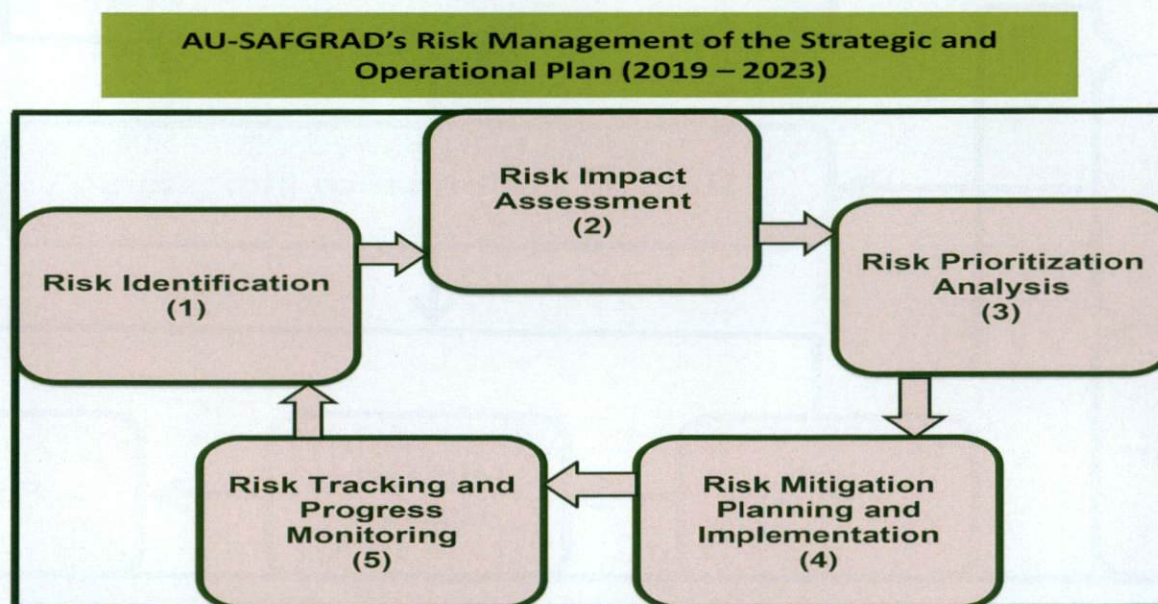 AU-SAFGRAD's Risk Management of the Strategic and
Operational Plan (2019 – 2023)
Risk Identification
(1)
Risk Impact
Assessment
(2)
Risk Prioritization
Analysis
(3)
Risk Mitigation
Planning and
Implementation
(4)
Risk Tracking and
Progress
Monitoring
(5)